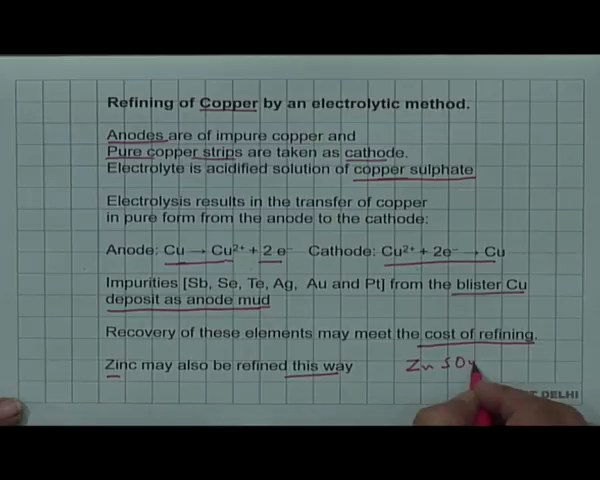 Refining of Copper by an electrolytic method.
Anodes are of impure copper and
Pure copper strips are taken as cathode.
Electrolyte is acidified solution of copper sulphate
Electrolysis results in the transfer of copper
in pure form from the anode to the cathode:
Anode: Cu → Cu²⁺ + 2 e⁻ Cathode: Cu²⁺ + 2e⁻ → Cu
Impurities [Sb, Se, Te, Ag, Au and Pt] from the blister Cu
deposit as anode mud
Recovery of these elements may meet the cost of refining.
Zinc may also be refined this way ZnSO4
DELHI